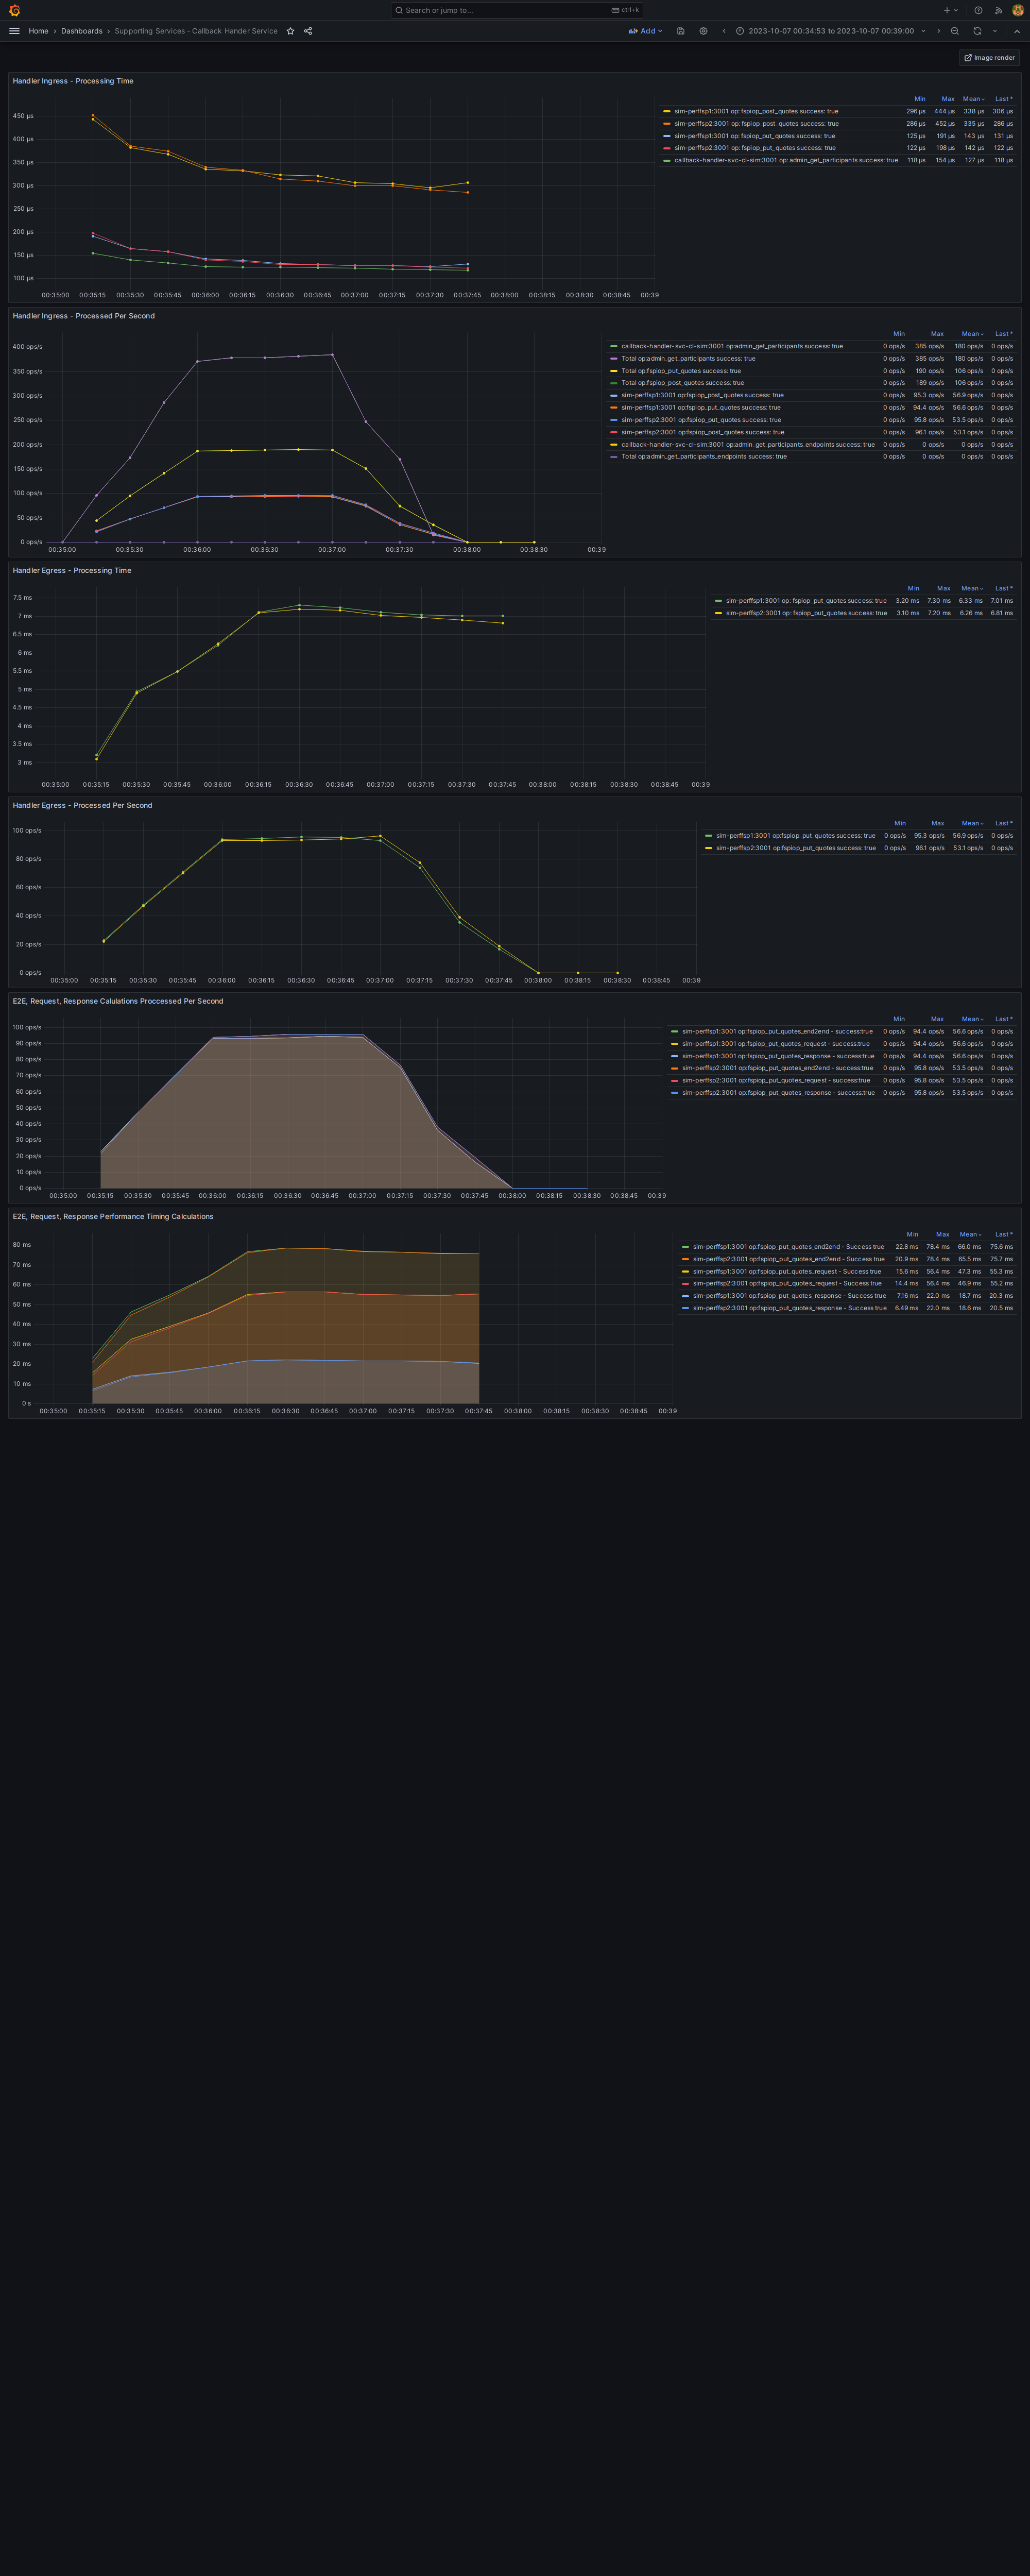 Search or jump to... ctrl+k
Home › Dashboards › Supporting Services - Callback Hander Service Add 2023-10-07 00:34:53 to 2023-10-07 00:39:00
Image render
Handler Ingress - Processing Time
Min Max Mean Last *
sim-perffsp1:3001 op: fspiop_post_quotes success: true 296 µs 444 µs 338 µs 306 µs
sim-perffsp2:3001 op: fspiop_post_quotes success: true 286 µs 452 µs 335 µs 286 µs
sim-perffsp1:3001 op: fspiop_put_quotes success: true 125 µs 191 µs 143 µs 131 µs
sim-perffsp2:3001 op: fspiop_put_quotes success: true 122 µs 198 µs 142 µs 122 µs
callback-handler-svc-cl-sim:3001 op: admin_get_participants success: true 118 µs 154 µs 127 µs 118 µs
450 µs
400 µs
350 µs
300 µs
250 µs
200 µs
150 µs
100 µs
00:35:00 00:35:15 00:35:30 00:35:45 00:36:00 00:36:15 00:36:30 00:36:45 00:37:00 00:37:15 00:37:30 00:37:45 00:38:00 00:38:15 00:38:30 00:38:45 00:39
Handler Ingress - Processed Per Second
Min Max Mean Last *
callback-handler-svc-cl-sim:3001 op:admin_get_participants success: true 0 ops/s 385 ops/s 180 ops/s 0 ops/s
Total op:admin_get_participants success: true 0 ops/s 385 ops/s 180 ops/s 0 ops/s
Total op:fspiop_put_quotes success: true 0 ops/s 190 ops/s 106 ops/s 0 ops/s
Total op:fspiop_post_quotes success: true 0 ops/s 189 ops/s 106 ops/s 0 ops/s
sim-perffsp1:3001 op:fspiop_post_quotes success: true 0 ops/s 95.3 ops/s 56.9 ops/s 0 ops/s
sim-perffsp1:3001 op:fspiop_put_quotes success: true 0 ops/s 94.4 ops/s 56.6 ops/s 0 ops/s
sim-perffsp2:3001 op:fspiop_put_quotes success: true 0 ops/s 95.8 ops/s 53.5 ops/s 0 ops/s
sim-perffsp2:3001 op:fspiop_post_quotes success: true 0 ops/s 96.1 ops/s 53.1 ops/s 0 ops/s
callback-handler-svc-cl-sim:3001 op:admin_get_participants_endpoints success: true 0 ops/s 0 ops/s 0 ops/s 0 ops/s
Total op:admin_get_participants_endpoints success: true 0 ops/s 0 ops/s 0 ops/s 0 ops/s
400 ops/s
350 ops/s
300 ops/s
250 ops/s
200 ops/s
150 ops/s
100 ops/s
50 ops/s
0 ops/s
00:35:00 00:35:30 00:36:00 00:36:30 00:37:00 00:37:30 00:38:00 00:38:30 00:39
Handler Egress - Processing Time
Min Max Mean Last *
sim-perffsp1:3001 op: fspiop_put_quotes success: true 3.20 ms 7.30 ms 6.33 ms 7.01 ms
sim-perffsp2:3001 op: fspiop_put_quotes success: true 3.10 ms 7.20 ms 6.26 ms 6.81 ms
7.5 ms
7 ms
6.5 ms
6 ms
5.5 ms
5 ms
4.5 ms
4 ms
3.5 ms
3 ms
00:35:00 00:35:15 00:35:30 00:35:45 00:36:00 00:36:15 00:36:30 00:36:45 00:37:00 00:37:15 00:37:30 00:37:45 00:38:00 00:38:15 00:38:30 00:38:45 00:39
Handler Egress - Processed Per Second
Min Max Mean Last *
sim-perffsp1:3001 op:fspiop_put_quotes success: true 0 ops/s 95.3 ops/s 56.9 ops/s 0 ops/s
sim-perffsp2:3001 op:fspiop_put_quotes success: true 0 ops/s 96.1 ops/s 53.1 ops/s 0 ops/s
100 ops/s
80 ops/s
60 ops/s
40 ops/s
20 ops/s
0 ops/s
00:35:00 00:35:15 00:35:30 00:35:45 00:36:00 00:36:15 00:36:30 00:36:45 00:37:00 00:37:15 00:37:30 00:37:45 00:38:00 00:38:15 00:38:30 00:38:45 00:39
E2E, Request, Response Calulations Proccessed Per Second
Min Max Mean Last *
sim-perffsp1:3001 op:fspiop_put_quotes_end2end - success:true 0 ops/s 94.4 ops/s 56.6 ops/s 0 ops/s
sim-perffsp1:3001 op:fspiop_put_quotes_request - success:true 0 ops/s 94.4 ops/s 56.6 ops/s 0 ops/s
sim-perffsp1:3001 op:fspiop_put_quotes_response - success:true 0 ops/s 94.4 ops/s 56.6 ops/s 0 ops/s
sim-perffsp2:3001 op:fspiop_put_quotes_end2end - success:true 0 ops/s 95.8 ops/s 53.5 ops/s 0 ops/s
sim-perffsp2:3001 op:fspiop_put_quotes_request - success:true 0 ops/s 95.8 ops/s 53.5 ops/s 0 ops/s
sim-perffsp2:3001 op:fspiop_put_quotes_response - success:true 0 ops/s 95.8 ops/s 53.5 ops/s 0 ops/s
100 ops/s
90 ops/s
80 ops/s
70 ops/s
60 ops/s
50 ops/s
40 ops/s
30 ops/s
20 ops/s
10 ops/s
0 ops/s
00:35:00 00:35:15 00:35:30 00:35:45 00:36:00 00:36:15 00:36:30 00:36:45 00:37:00 00:37:15 00:37:30 00:37:45 00:38:00 00:38:15 00:38:30 00:38:45 00:39
E2E, Request, Response Performance Timing Calculations
Min Max Mean Last *
sim-perffsp1:3001 op:fspiop_put_quotes_end2end - Success true 22.8 ms 78.4 ms 66.0 ms 75.6 ms
sim-perffsp2:3001 op:fspiop_put_quotes_end2end - Success true 20.9 ms 78.4 ms 65.5 ms 75.7 ms
sim-perffsp1:3001 op:fspiop_put_quotes_request - Success true 15.6 ms 56.4 ms 47.3 ms 55.3 ms
sim-perffsp2:3001 op:fspiop_put_quotes_request - Success true 14.4 ms 56.4 ms 46.9 ms 55.2 ms
sim-perffsp1:3001 op:fspiop_put_quotes_response - Success true 7.16 ms 22.0 ms 18.7 ms 20.3 ms
sim-perffsp2:3001 op:fspiop_put_quotes_response - Success true 6.49 ms 22.0 ms 18.6 ms 20.5 ms
80 ms
70 ms
60 ms
50 ms
40 ms
30 ms
20 ms
10 ms
0 s
00:35:00 00:35:15 00:35:30 00:35:45 00:36:00 00:36:15 00:36:30 00:36:45 00:37:00 00:37:15 00:37:30 00:37:45 00:38:00 00:38:15 00:38:30 00:38:45 00:39